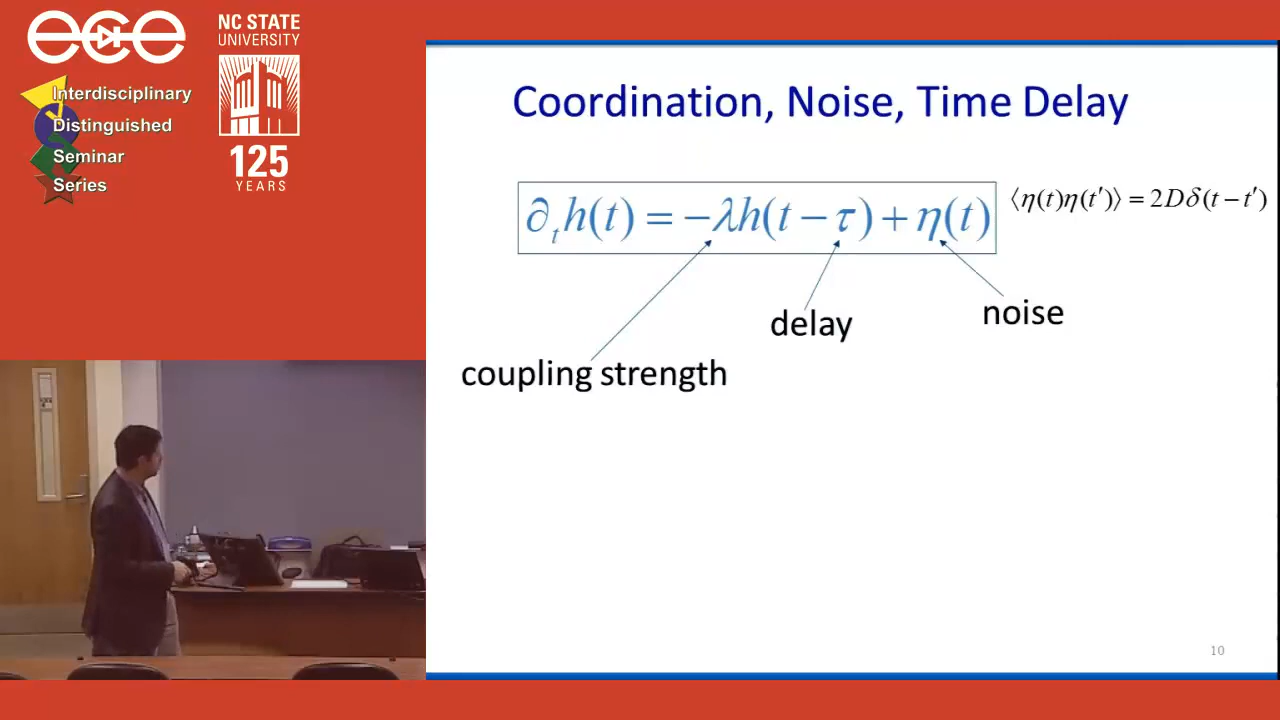 ece
NC STATE
UNIVERSITY
125
YEARS
Interdisciplinary
Distinguished
Seminar
Series
Coordination, Noise, Time Delay
∂ₜh(t) = −λh(t − τ) + η(t)
⟨η(t)η(t′)⟩ = 2Dδ(t − t′)
noise
delay
coupling strength
10